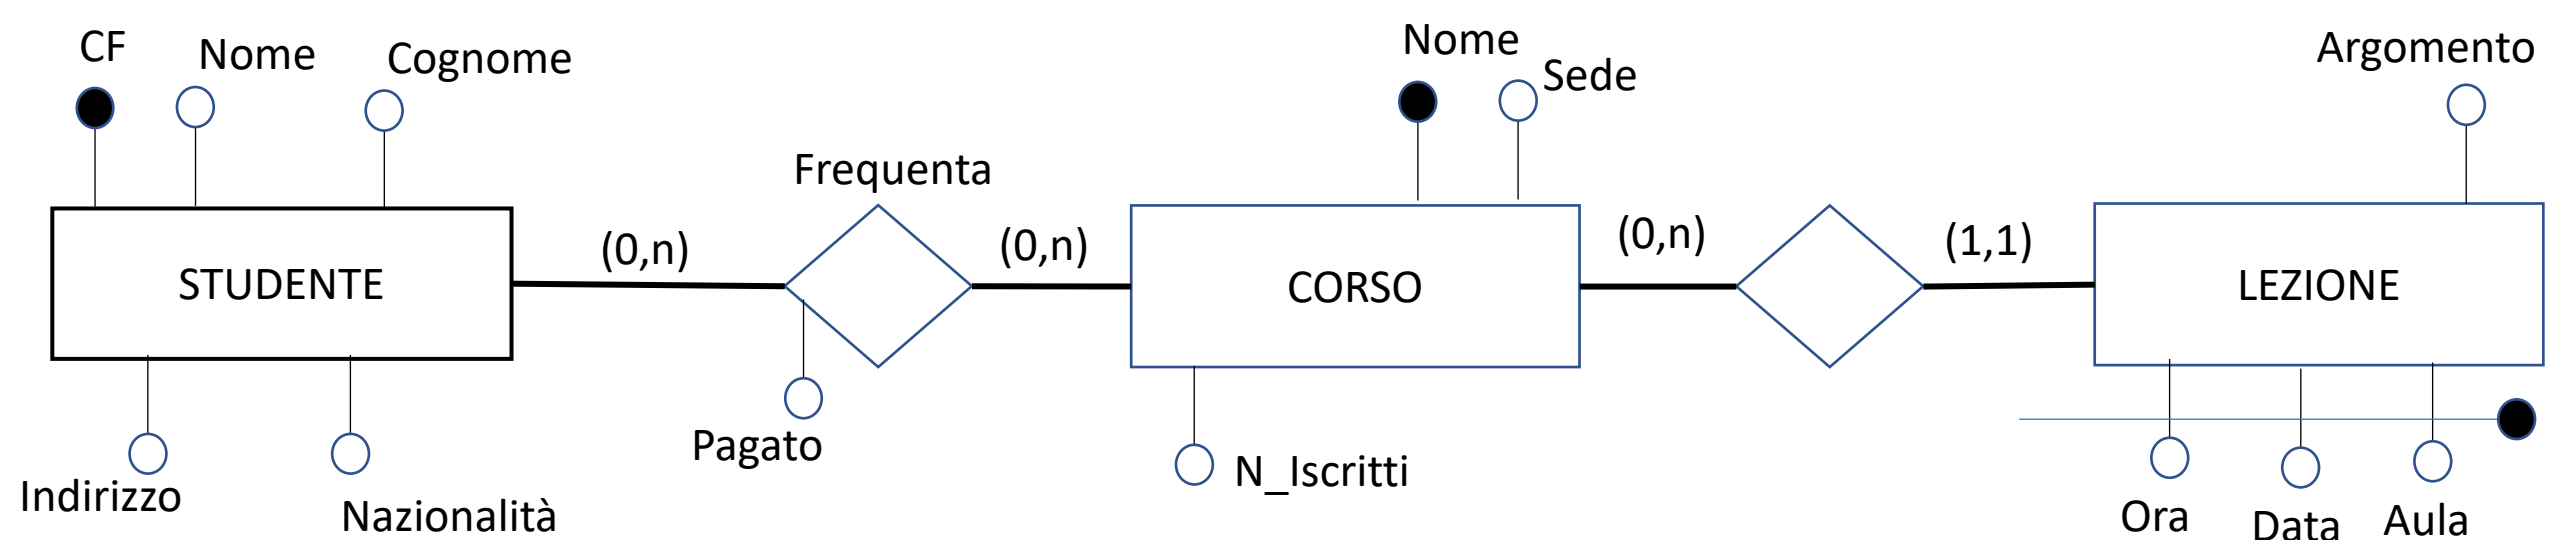 CF
Nome
Cognome
Nome
Sede
Argomento
Frequenta
STUDENTE
(0,n)
(0,n)
CORSO
(0,n)
(1,1)
LEZIONE
Pagato
N_Iscritti
Indirizzo
Nazionalità
Ora
Data
Aula